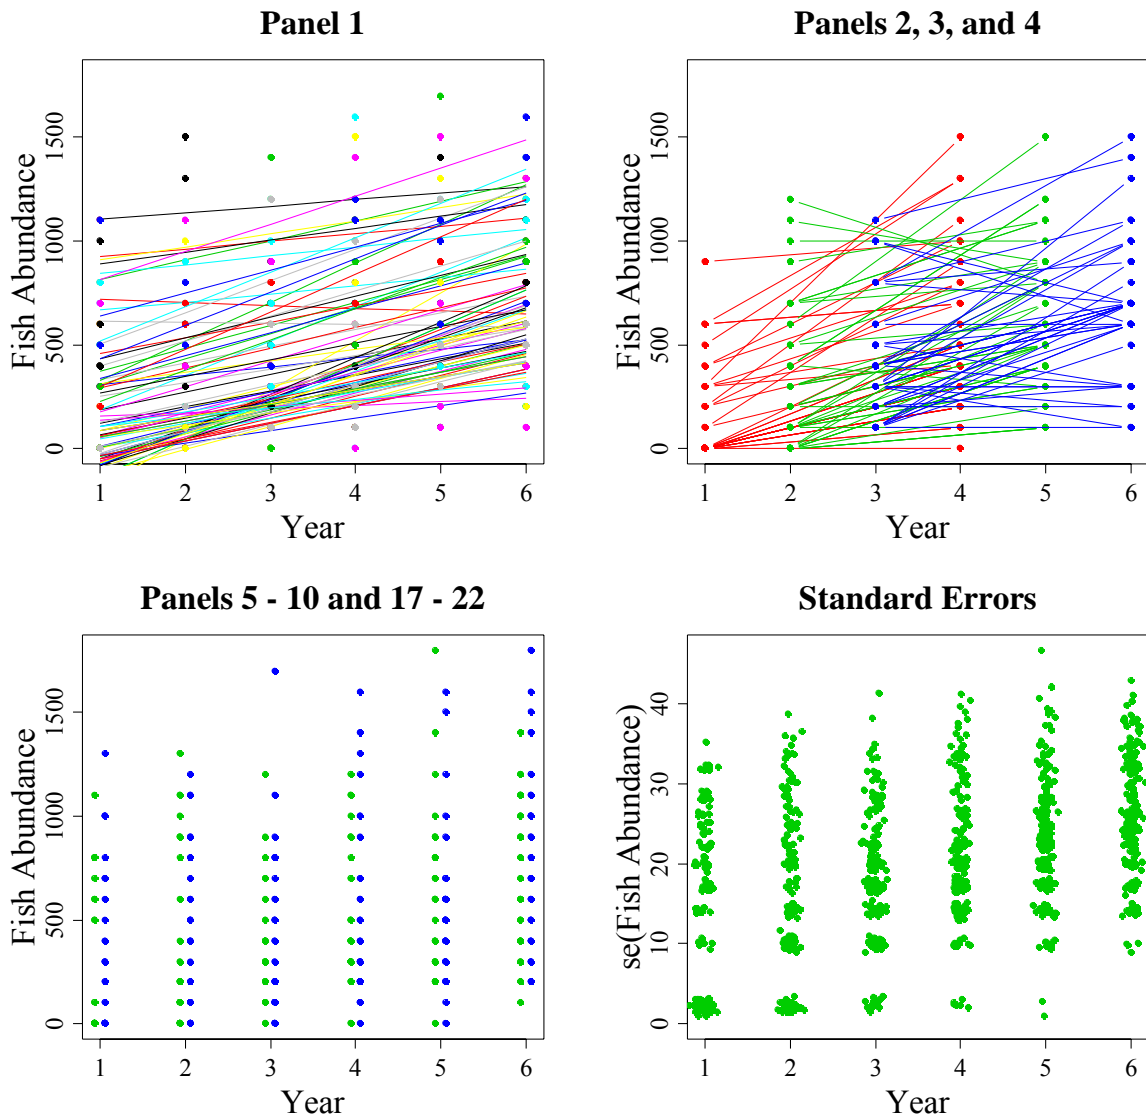 Panel 1
Fish Abundance
1500
1000
500
0
1 2 3 4 5 6
Year
Panels 2, 3, and 4
Fish Abundance
1500
1000
500
0
1 2 3 4 5 6
Year
Panels 5 - 10 and 17 - 22
Fish Abundance
1500
1000
500
0
1 2 3 4 5 6
Year
Standard Errors
se(Fish Abundance)
40
30
20
10
0
1 2 3 4 5 6
Year